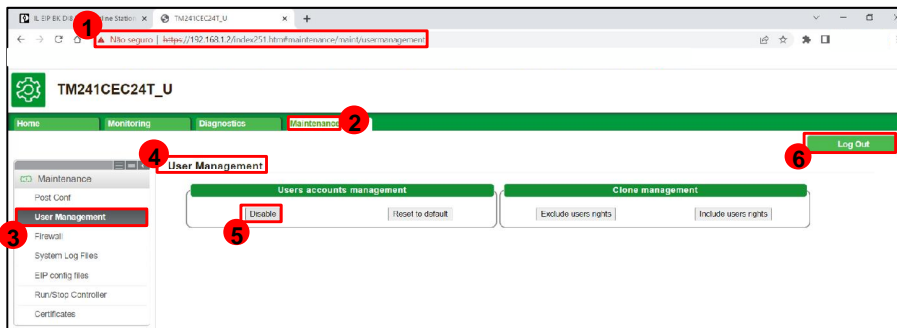 IL EIP BK DI8 line Station
TM241CEC24T_U
1
Não seguro | https://192.168.1.2/index251.htm#maintenance/maint/usermanagement
TM241CEC24T_U
Home
Monitoring
Diagnostics
Maintenance
2
6
Log Out
4
User Management
Maintenance
Post Conf
User Management
3
Firewall
System Log Files
EIP config files
Run/Stop Controller
Certificates
Users accounts management
Disable
5
Reset to default
Clone management
Exclude users rights
Include users rights